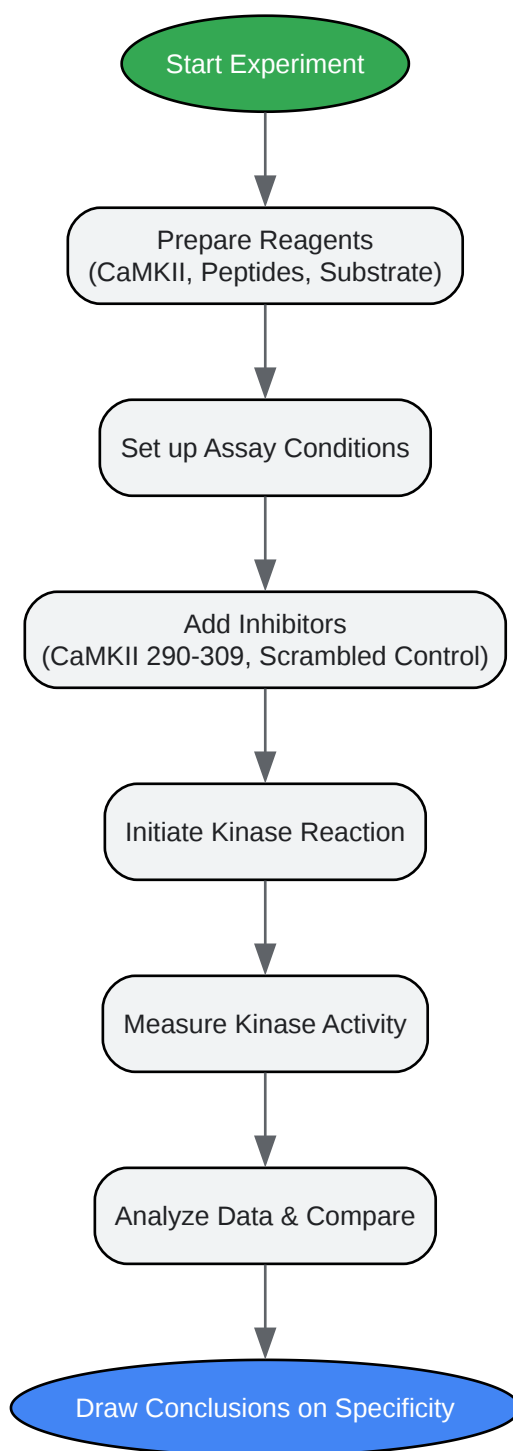 Start Experiment
Prepare Reagents
(CaMKII, Peptides, Substrate)
Set up Assay Conditions
Add Inhibitors
(CaMKII 290-309, Scrambled Control)
Initiate Kinase Reaction
Measure Kinase Activity
Analyze Data & Compare
Draw Conclusions on Specificity